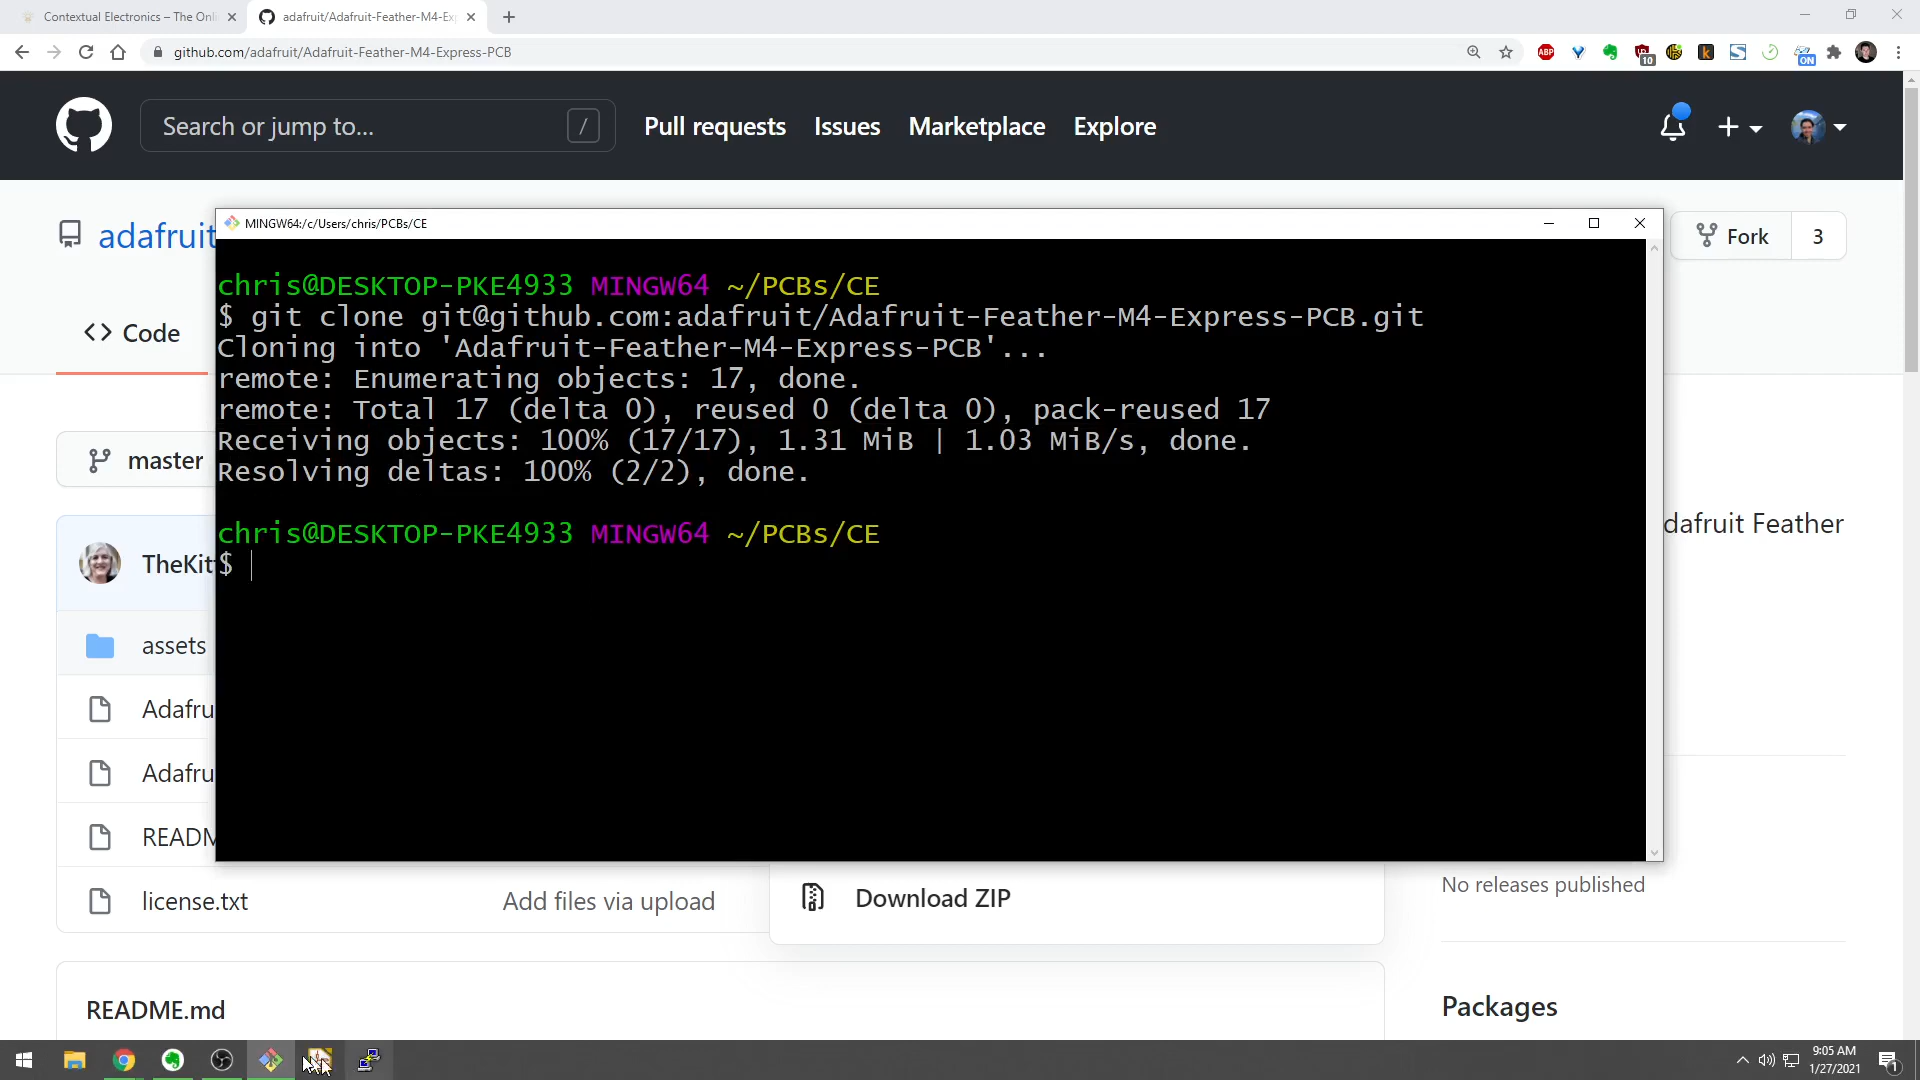 Contextual Electronics – The Onli
adafruit/Adafruit-Feather-M4-Ex
github.com/adafruit/Adafruit-Feather-M4-Express-PCB
ABP
10
k
ON
Search or jump to...
/
Pull requests
Issues
Marketplace
Explore
adafruit
Fork
3
MINGW64:/c/Users/chris/PCBs/CE
chris@DESKTOP-PKE4933 MINGW64 ~/PCBs/CE
$ git clone git@github.com:adafruit/Adafruit-Feather-M4-Express-PCB.git
Cloning into 'Adafruit-Feather-M4-Express-PCB'...
remote: Enumerating objects: 17, done.
remote: Total 17 (delta 0), reused 0 (delta 0), pack-reused 17
Receiving objects: 100% (17/17), 1.31 MiB | 1.03 MiB/s, done.
Resolving deltas: 100% (2/2), done.
chris@DESKTOP-PKE4933 MINGW64 ~/PCBs/CE
$
Code
master
dafruit Feather
TheKitt
assets
Adafru
Adafru
READM
license.txt
Add files via upload
Download ZIP
No releases published
README.md
Packages
9:05 AM
1/27/2021
1